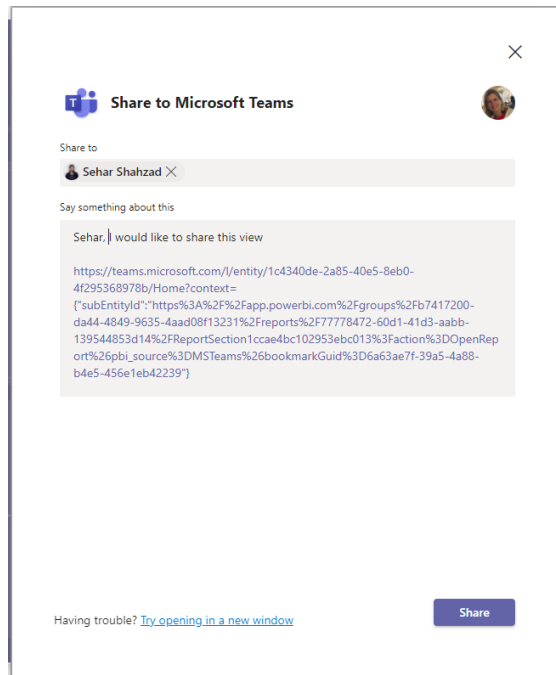 Share to Microsoft Teams
Share to
Sehar Shahzad
Say something about this
Sehar, I would like to share this view
https://teams.microsoft.com/l/entity/1c4340de-2a85-40e5-8eb0-
4f295368978b/Home?context=
{"subEntityId":"https%3A%2F%2Fapp.powerbi.com%2Fgroups%2Fb7417200-
da44-4849-9635-4aad08f13231%2Freports%2F77778472-60d1-41d3-aabb-
139544853d14%2FReportSection1ccae4bc102953ebc013%3Faction%3DOpenRep
ort%26pbi_source%3DMSTeams%26bookmarkGuid%3D6a63ae7f-39a5-4a88-
b4e5-456e1eb42239"}
Having trouble? Try opening in a new window
Share